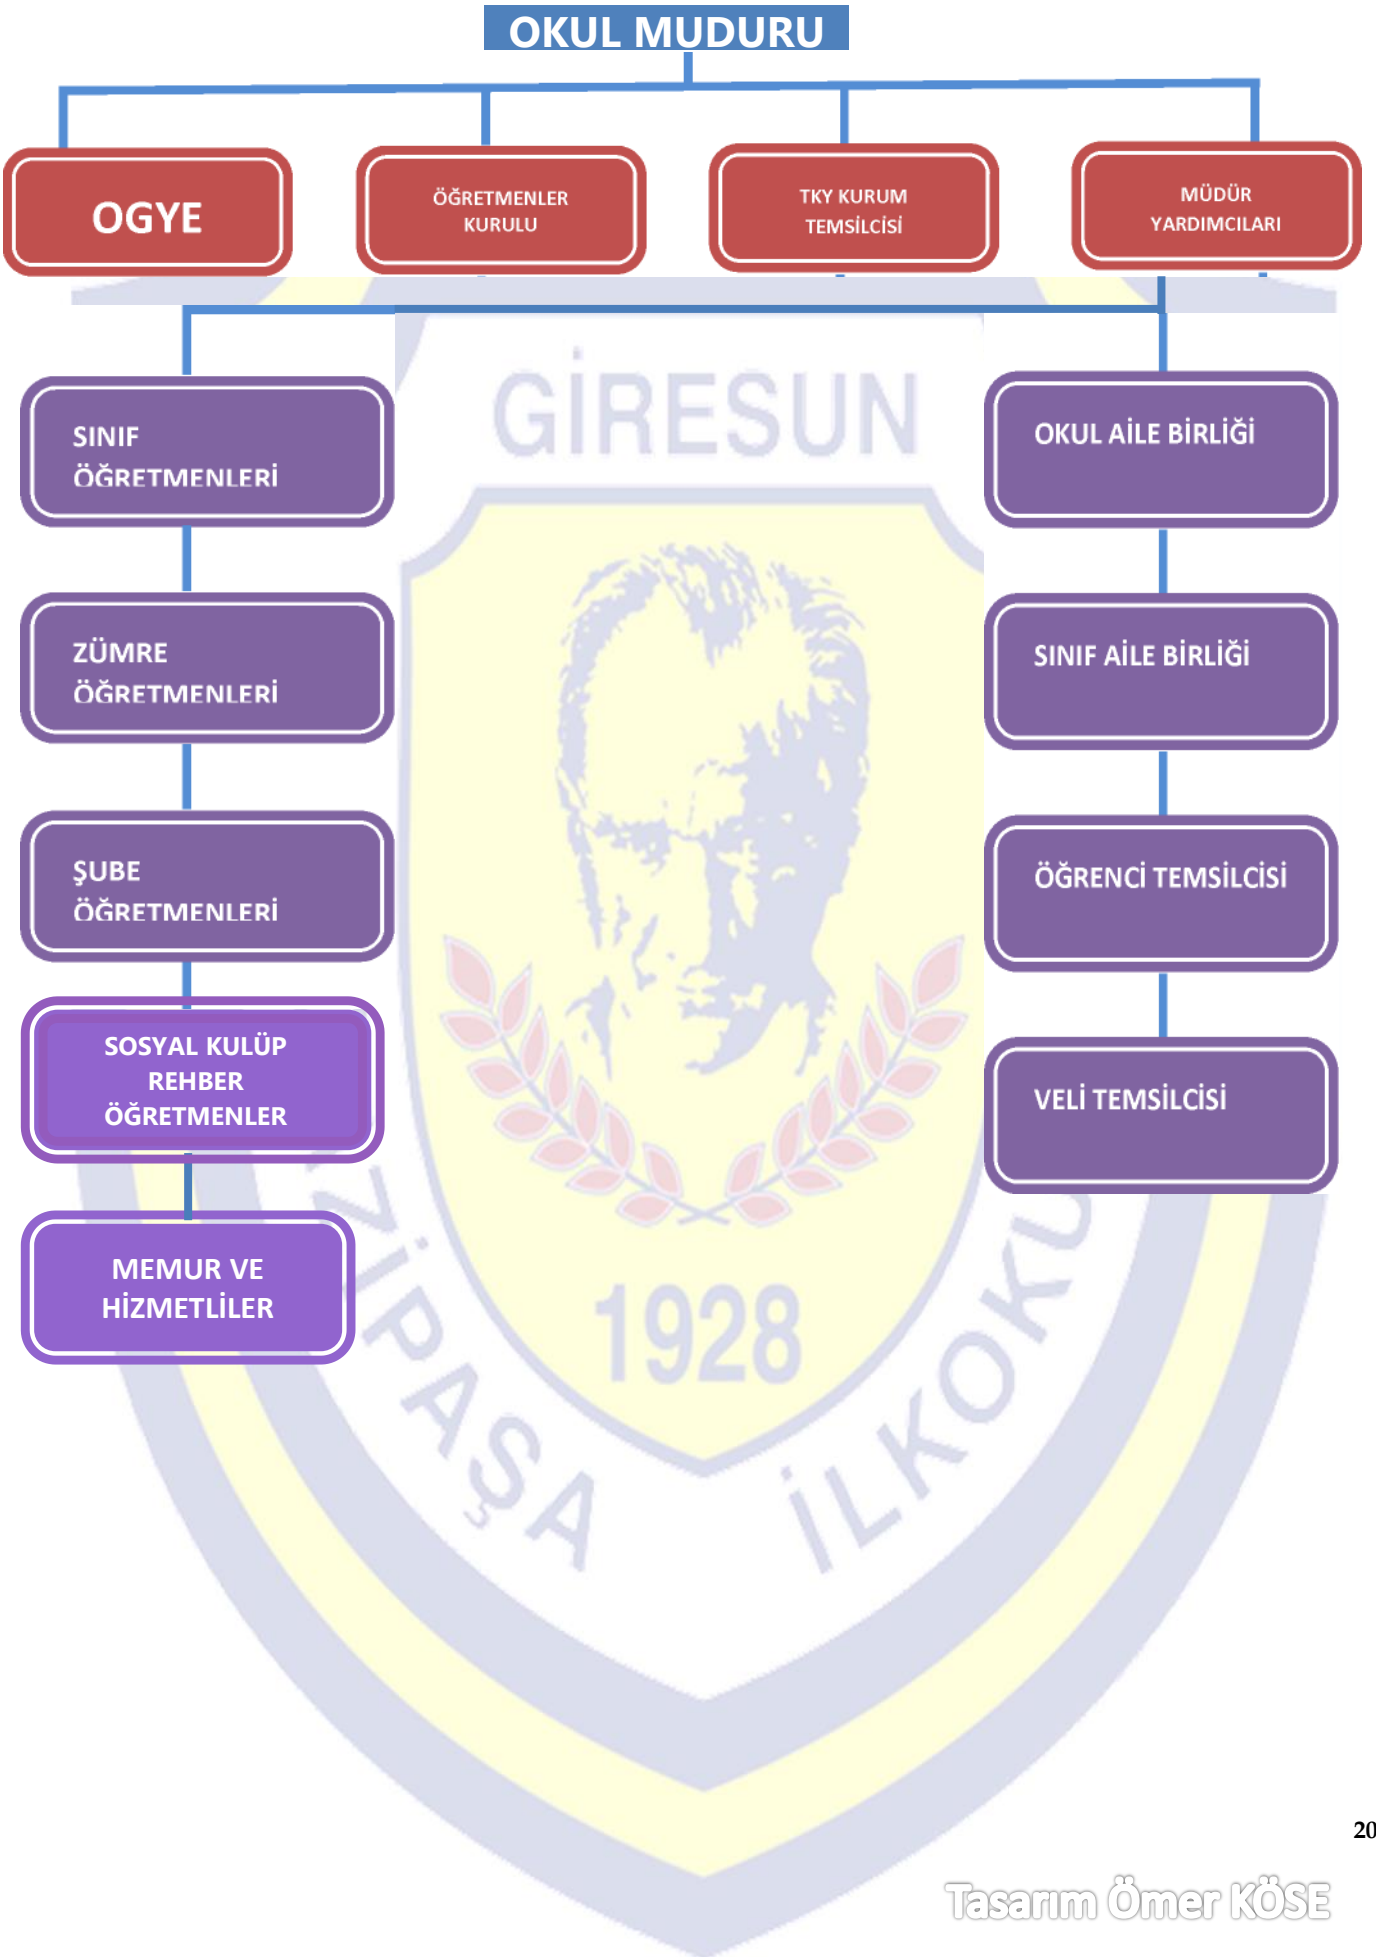 OKUL MUDURU
OGYE
ÖĞRETMENLER
KURULU
TKY KURUM
TEMSİLCİSİ
MÜDÜR
YARDIMCILARI
GİRESUN
SINIF
ÖĞRETMENLERİ
OKUL AİLE BİRLİĞİ
ZÜMRE
ÖĞRETMENLERİ
SINIF AİLE BİRLİĞİ
ŞUBE
ÖĞRETMENLERİ
ÖĞRENCİ TEMSİLCİSİ
SOSYAL KULÜP
REHBER
ÖĞRETMENLER
VELİ TEMSİLCİSİ
MEMUR VE
HİZMETLİLER
1928
ZİPAŞA İLKOKU
20
Tasarım Ömer KÖSE